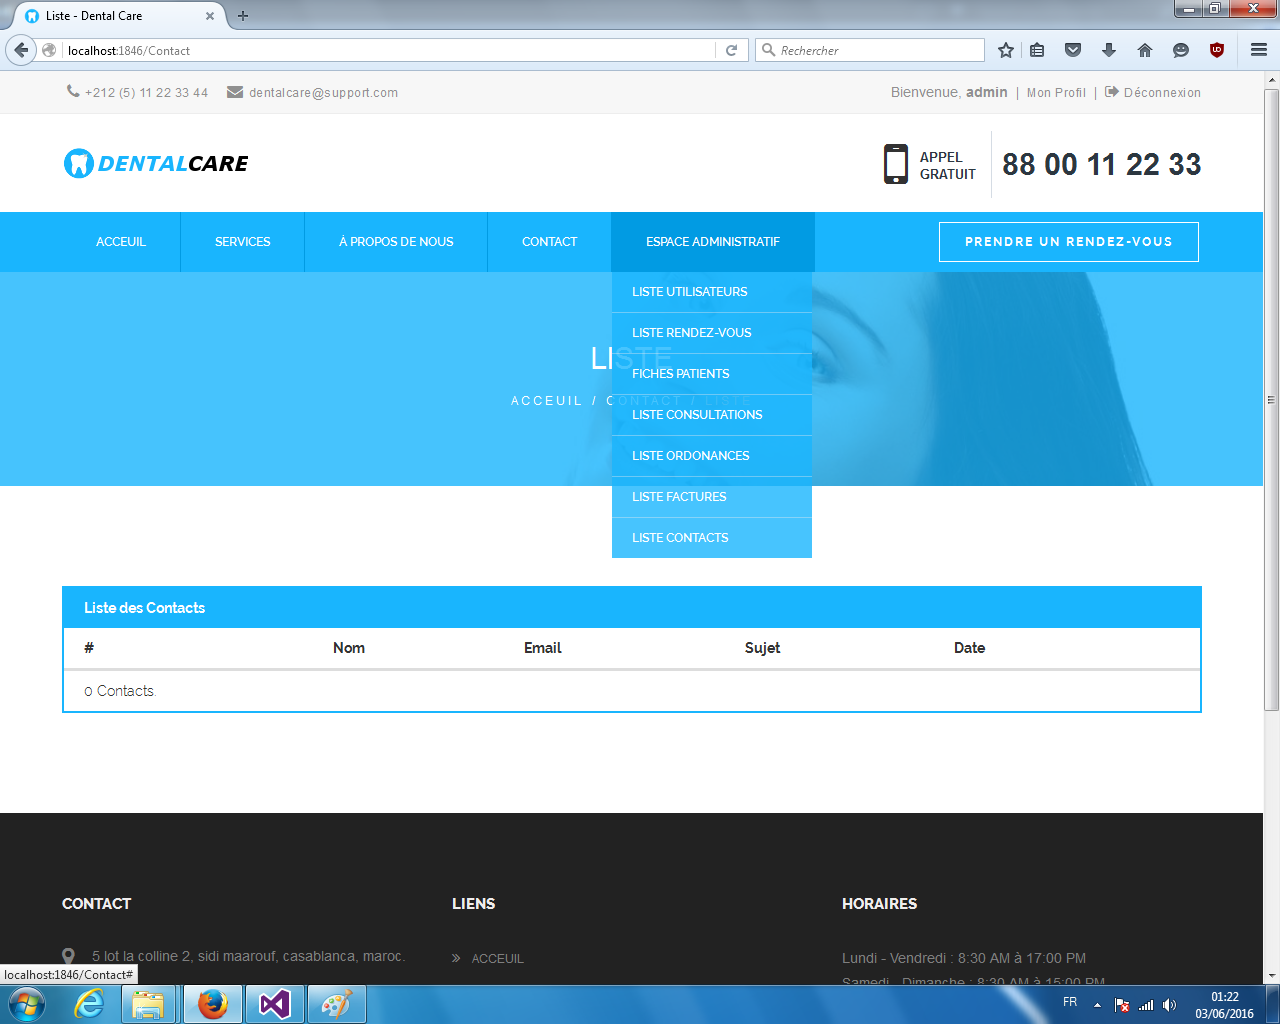 Liste - Dental Care
localhost:1846/Contact
Rechercher
+212 (5) 11 22 33 44
dentalcare@support.com
Bienvenue, admin | Mon Profil | Déconnexion
DENTALCARE
APPEL
GRATUIT
88 00 11 22 33
ACCEUIL
SERVICES
À PROPOS DE NOUS
CONTACT
ESPACE ADMINISTRATIF
PRENDRE UN RENDEZ-VOUS
LISTE UTILISATEURS
LISTE RENDEZ-VOUS
LISTE
FICHES PATIENTS
ACCEUIL / CONTACT / LISTE
LISTE CONSULTATIONS
LISTE ORDONANCES
LISTE FACTURES
LISTE CONTACTS
Liste des Contacts
# Nom Email Sujet Date
0 Contacts.
CONTACT
5 lot la colline 2, sidi maarouf, casablanca, maroc.
LIENS
ACCEUIL
HORAIRES
Lundi - Vendredi : 8:30 AM à 17:00 PM
Samedi - Dimanche : 8:30 AM à 15:00 PM
localhost:1846/Contact#
FR
01:22
03/06/2016